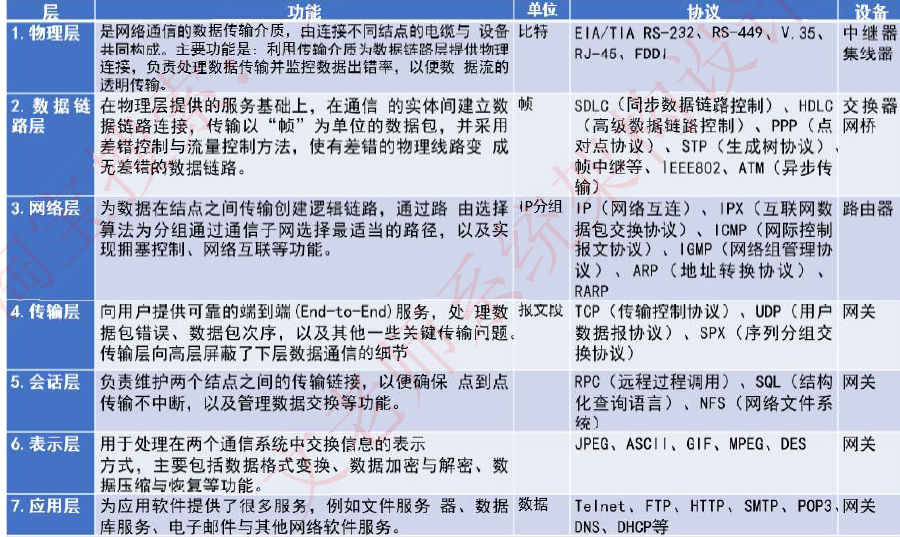 层 功能 单位 协议 设备
1. 物理层 是网络通信的数据传输介质，由连接不同结点的电缆与 设备 比特 EIA/TIA RS-232、RS-449、V.35、 中继器
共同构成。主要功能是：利用传输介质为数据链路层提供物理 RJ-45、FDDI 集线器
连接，负责处理数据传输并监控数据出错率，以便数 据流的
透明传输。
2. 数据链 在物理层提供的服务基础上，在通信 的实体间建立数 帧 SDLC（同步数据链路控制）、HDLC 交换器
路层 据链路连接，传输以“帧”为单位的数据包，并采用 （高级数据链路控制）、PPP（点 网桥
差错控制与流量控制方法，使有差错的物理线路变 成 对点协议）、STP（生成树协议）、
无差错的数据链路。 帧中继等、IEEE802、ATM（异步传
输）
3. 网络层 为数据在结点之间传输创建逻辑链路，通过路 由选择 IP分组 IP（网络互连）、IPX（互联网数 路由器
算法为分组通过通信子网选择最适当的路径，以及实 据包交换协议）、ICMP（网际控制
现拥塞控制、网络互联等功能。 报文协议）、IGMP（网络组管理协
议）、ARP（地址转换协议）、
RARP
4. 传输层 向用户提供可靠的端到端(End-to-End)服务，处 理数 报文段 TCP（传输控制协议）、UDP（用户 网关
据包错误、数据包次序，以及其他一些关键传输问题。 数据报协议）、SPX（序列分组交
传输层向高层屏蔽了下层数据通信的细节 换协议）
5. 会话层 负责维护两个结点之间的传输链接，以便确保 点到点 RPC（远程过程调用）、SQL（结构 网关
传输不中断，以及管理数据交换等功能。 化查询语言）、NFS（网络文件系
统）
6. 表示层 用于处理在两个通信系统中交换信息的表示 JPEG、ASCII、GIF、MPEG、DES 网关
方式，主要包括数据格式变换、数据加密与解密、数
据压缩与恢复等功能。
7. 应用层 为应用软件提供了很多服务，例如文件服务 器、数据 数据 Telnet、FTP、HTTP、SMTP、POP3、 网关
库服务、电子邮件与其他网络软件服务。 DNS、DHCP等
文老师系统架构设计